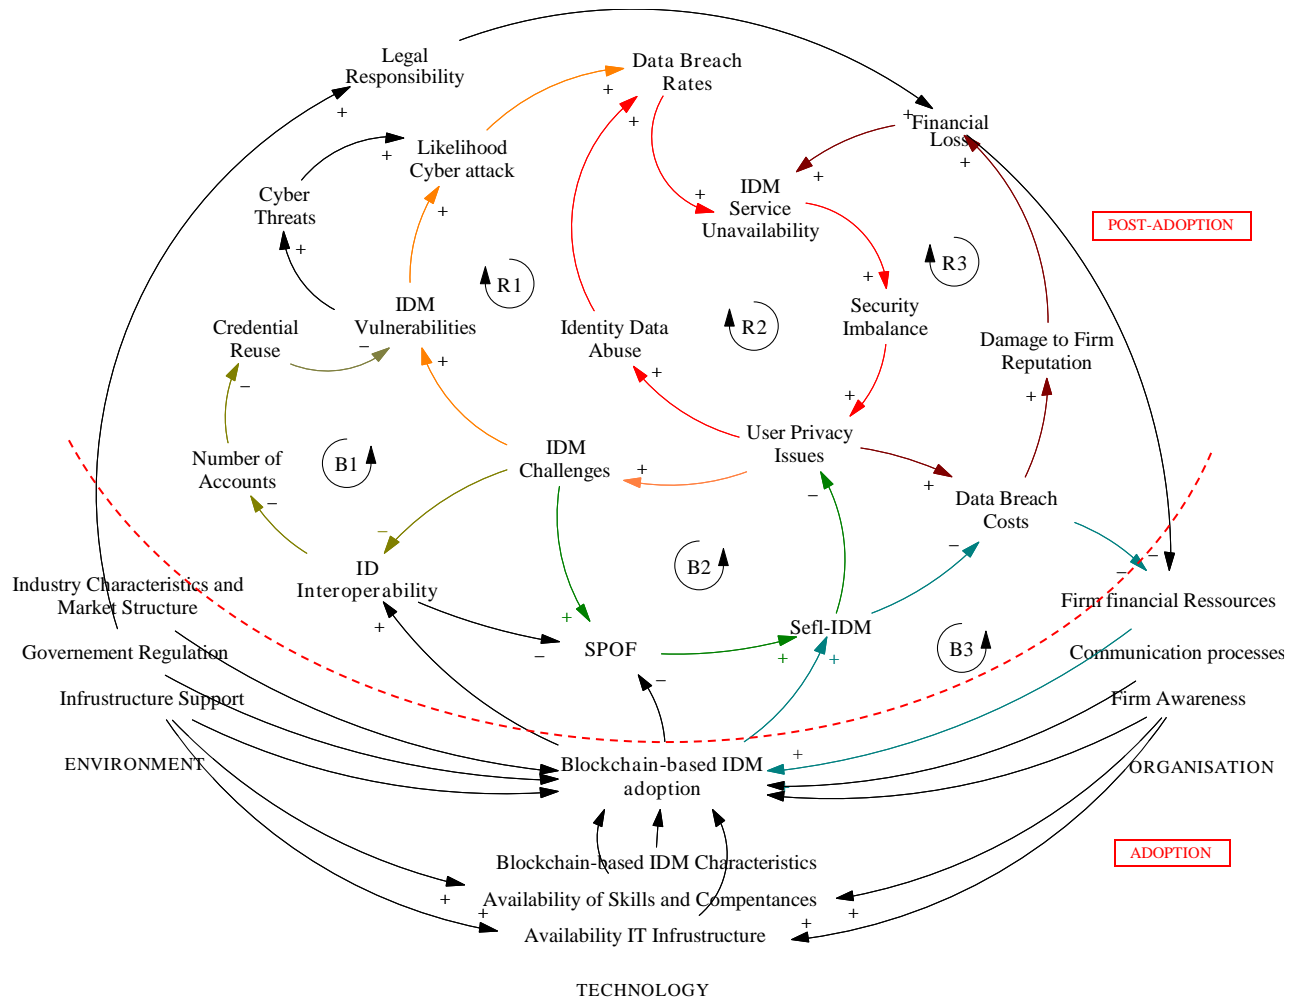 Legal
Responsibility
Data Breach
Rates
Financial
Loss
Likelihood
Cyber attack
Cyber
Threats
IDM
Service
Unavailability
POST-ADOPTION
R1
R3
IDM
Vulnerabilities
Credential
Reuse
Identity Data
Abuse
R2
Security
Imbalance
Damage to Firm
Reputation
Number of
Accounts
B1
IDM
Challenges
User Privacy
Issues
Data Breach
Costs
ID
Interoperability
B2
Industry Characteristics and
Market Structure
Governement Regulation
Infrustructure Support
ENVIRONMENT
SPOF
Sefl-IDM
B3
Firm financial Ressources
Communication processes
Firm Awareness
ORGANISATION
Blockchain-based IDM
adoption
ADOPTION
Blockchain-based IDM Characteristics
Availability of Skills and Compentances
Availability IT Infrustructure
TECHNOLOGY